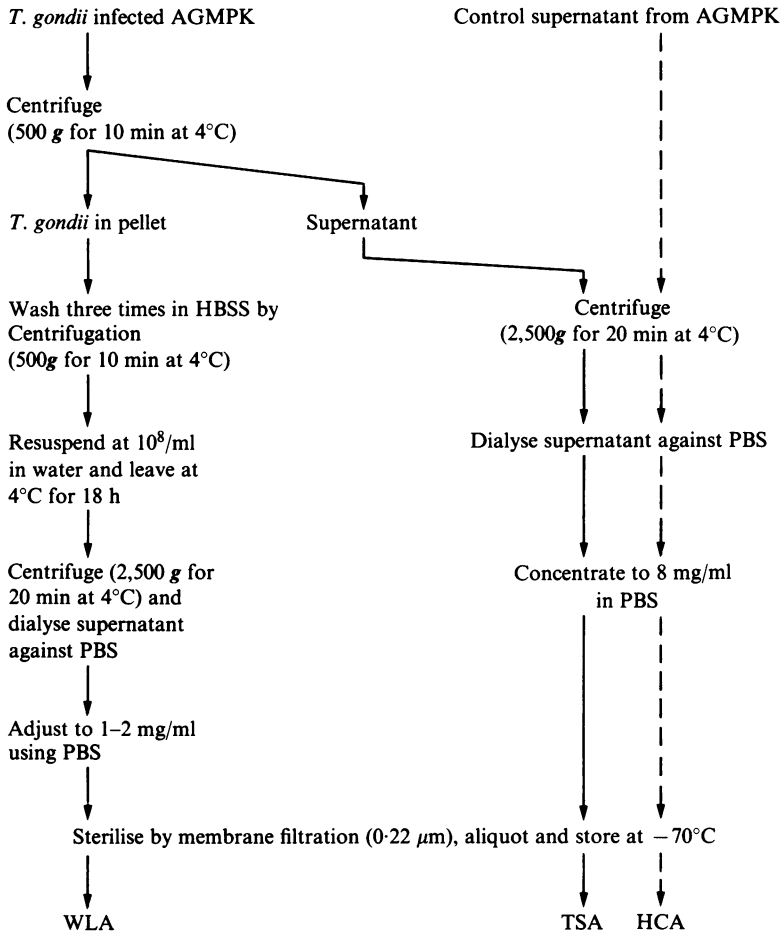 T. gondii infected AGMPK
Control supernatant from AGMPK
Centrifuge
(500 g for 10 min at 4°C)
T. gondii in pellet
Supernatant
Wash three times in HBSS by
Centrifugation
(500g for 10 min at 4°C)
Centrifuge
(2,500g for 20 min at 4°C)
Resuspend at 10⁸/ml
in water and leave at
4°C for 18 h
Dialyse supernatant against PBS
Centrifuge (2,500 g for
20 min at 4°C) and
dialyse supernatant
against PBS
Concentrate to 8 mg/ml
in PBS
Adjust to 1–2 mg/ml
using PBS
Sterilise by membrane filtration (0·22 μm), aliquot and store at −70°C
WLA
TSA
HCA